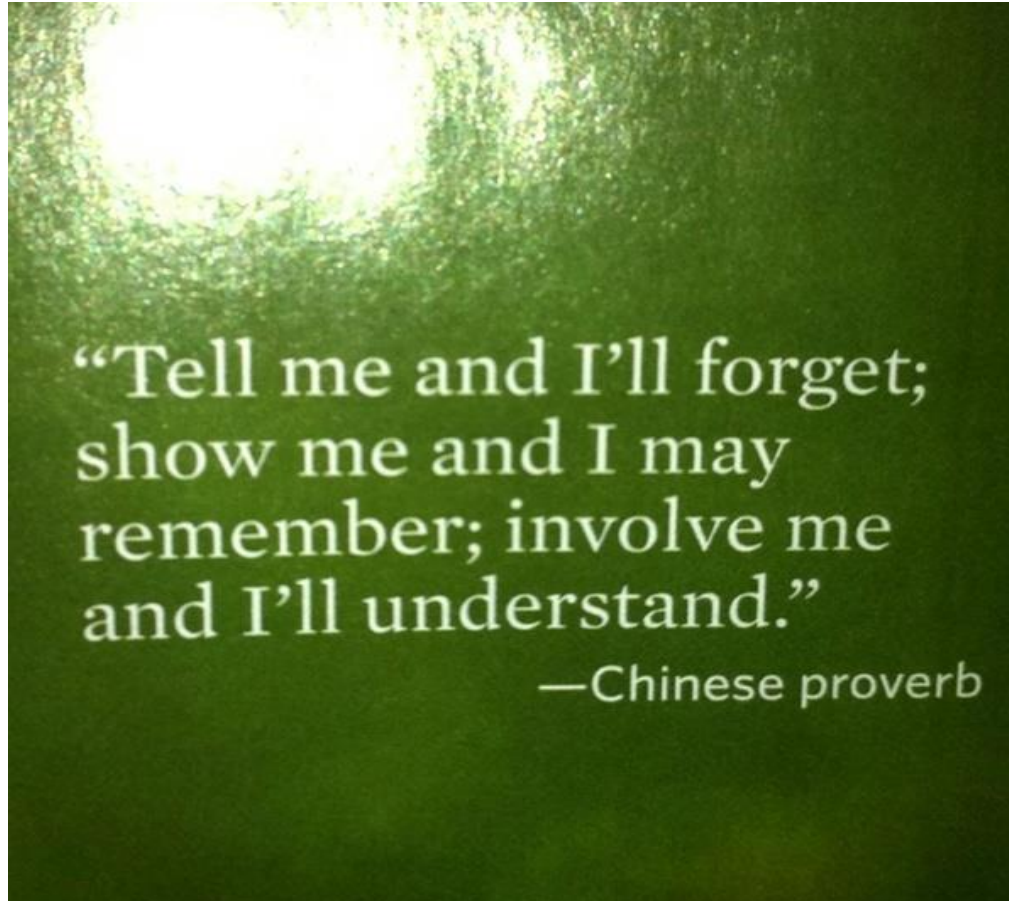 “Tell me and I’ll forget;
show me and I may
remember; involve me
and I’ll understand.”
—Chinese proverb